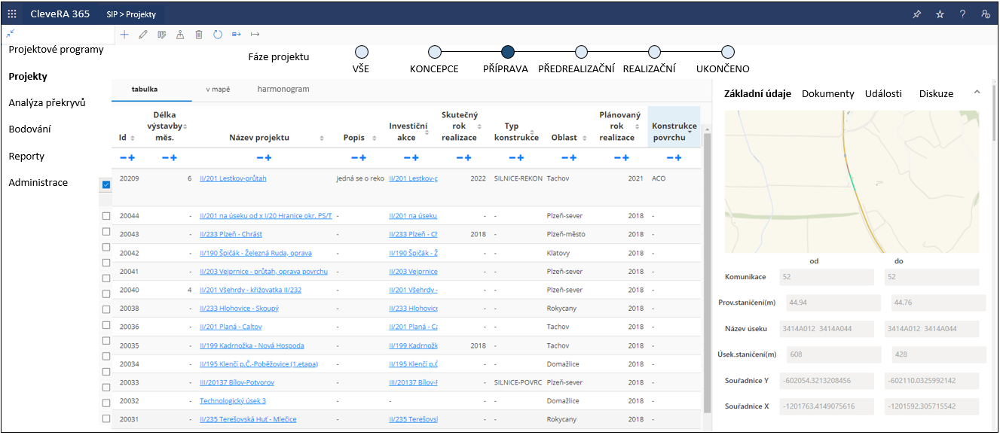 CleveRA 365 SIP > Projekty
Projektové programy
Projekty
Analýza překryvů
Bodování
Reporty
Administrace
Fáze projektu
VŠE KONCEPCE PŘÍPRAVA PŘEDREALIZAČNÍ REALIZAČNÍ UKONČENO
tabulka v mapě harmonogram
Id
Délka
výstavby
měs.
Název projektu
Popis
Investiční
akce
Skutečný
rok
realizace
Typ
konstrukce
Oblast
Plánovaný
rok
realizace
Konstrukce
povrchu
20209 6 II/201 Lestkov-průtah jedná se o reko II/201 Lestkov-p 2022 SILNICE-REKON Tachov 2021 ACO
20044 - II/201 na úseku od x I/20 Hranice okr. PS/T - II/201 na úseku - - Plzeň-sever 2018 -
20043 - II/233 Plzeň - Chrást - II/233 Plzeň - Ch 2018 - Plzeň-město 2018 -
20042 - II/190 Špičák - Železná Ruda, oprava - II/190 Špičák - Ž - - Klatovy 2018 -
20041 - II/203 Vejprnice - průtah, oprava povrchu - II/203 Vejprnice - - Plzeň-sever 2018 -
20040 4 II/201 Všehrdy - křižovatka II/232 - II/201 Všehrdy - - - Plzeň-sever 2018 -
20038 - II/233 Hlohovice - Skoupý - II/233 Hlohovice - - Rokycany 2018 -
20036 - II/201 Planá - Caltov - II/201 Planá - Ca - - Tachov 2018 -
20035 - II/199 Kadrnožka - Nová Hospoda - II/199 Kadrnožk 2018 - Tachov 2018 -
20034 - II/195 Klenčí p.Č.-Poběžovice (1.etapa) - II/195 Klenčí p.Č - - Domažlice 2018 -
20033 - III/20137 Bílov-Potvorov - III/20137 Bílov-F - SILNICE-POVRC Plzeň-sever 2018 -
20032 - Technologický úsek 3 - - - - Domažlice 2018 -
20031 - II/235 Terešovská Huť - Mlečice - II/235 Terešovsl - - Rokycany 2018 -
Základní údaje Dokumenty Události Diskuze
od do
Komunikace 52 52
Prov.staničení(m) 44.94 44.76
Název úseku 3414A012 3414A044 3414A012 3414A044
Úsek.staničení(m) 608 428
Souřadnice Y -602054.3213208456 -602110.0325992142
Souřadnice X -1201763.4149075616 -1201592.305715542